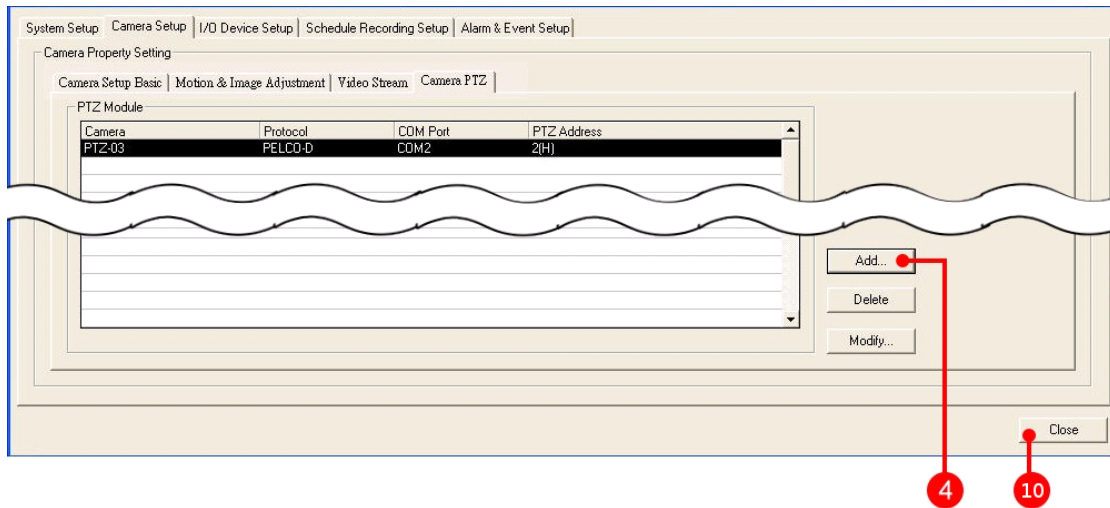 System Setup Camera Setup I/O Device Setup Schedule Recording Setup Alarm & Event Setup
Camera Property Setting
Camera Setup Basic Motion & Image Adjustment Video Stream Camera PTZ
PTZ Module
Camera Protocol COM Port PTZ Address
PTZ-03 PELCO-D COM2 2(H)
Add...
Delete
Modify...
Close
4 10